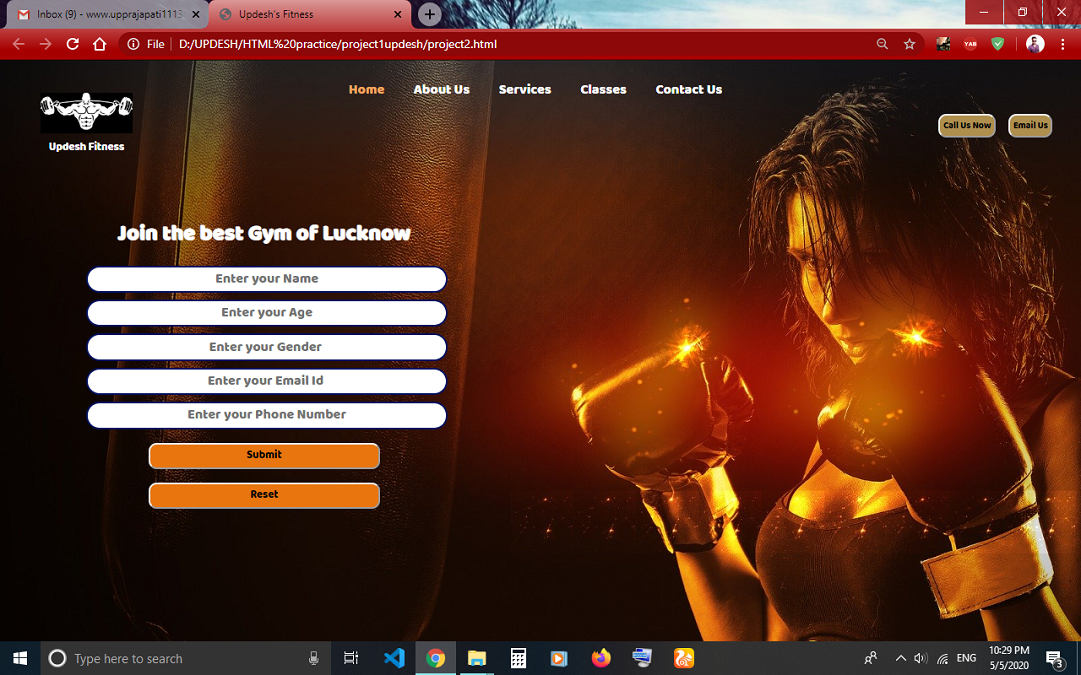 Inbox (9) - www.upprajapati1113
Updesh's Fitness
File D:/UPDESH/HTML%20practice/project1updesh/project2.html
YAB
Home About Us Services Classes Contact Us
Call Us Now Email Us
Updesh Fitness
Join the best Gym of Lucknow
Enter your Name
Enter your Age
Enter your Gender
Enter your Email Id
Enter your Phone Number
Submit
Reset
Type here to search
ENG
10:29 PM
5/5/2020
3